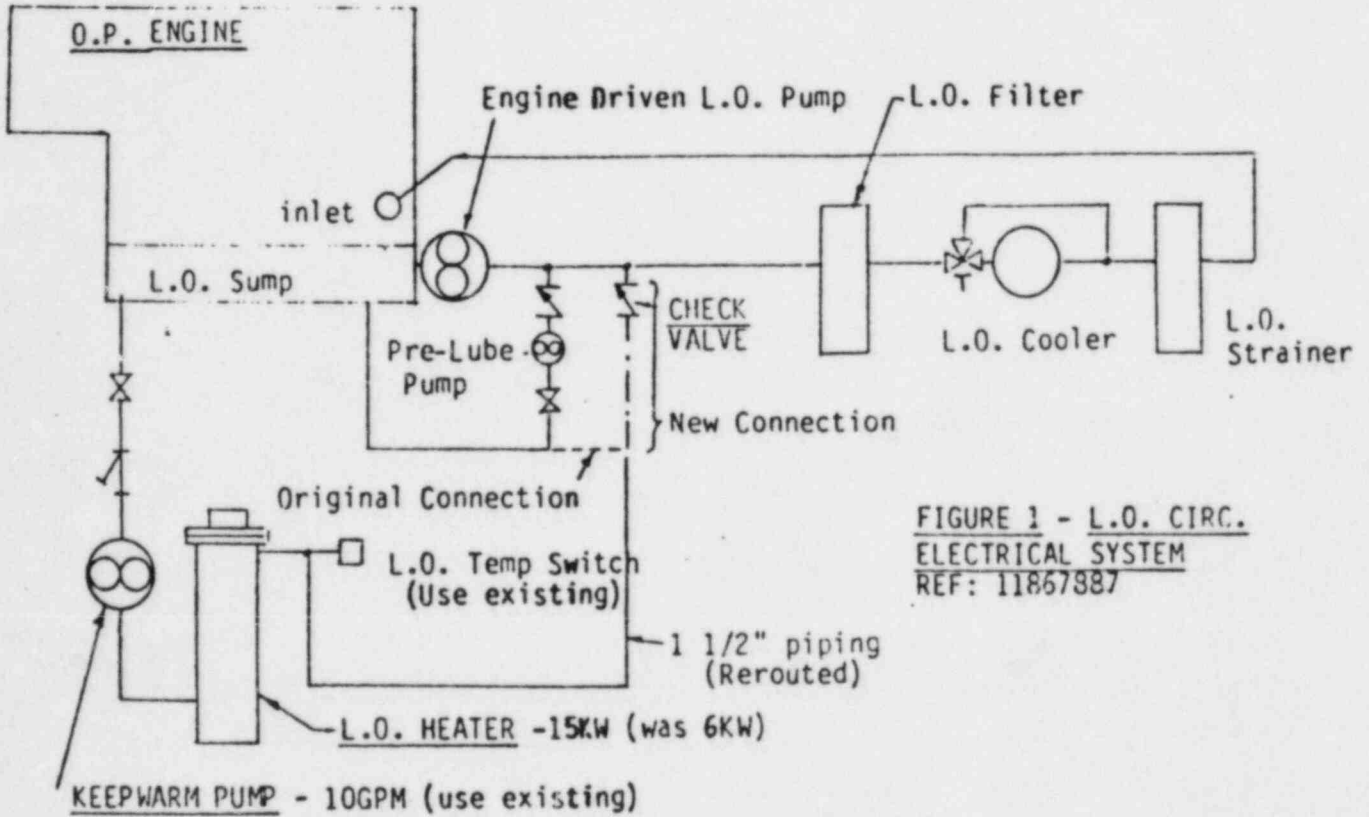 O.P. ENGINE
Engine Driven L.O. Pump
L.O. Filter
inlet
L.O. Sump
CHECK
VALVE
Pre-Lube
Pump
L.O. Cooler
L.O.
Strainer
New Connection
Original Connection
L.O. Temp Switch
(Use existing)
FIGURE 1 - L.O. CIRC.
ELECTRICAL SYSTEM
REF: 11867887
1 1/2" piping
(Rerouted)
L.O. HEATER -15KW (was 6KW)
KEEPWARM PUMP - 10GPM (use existing)